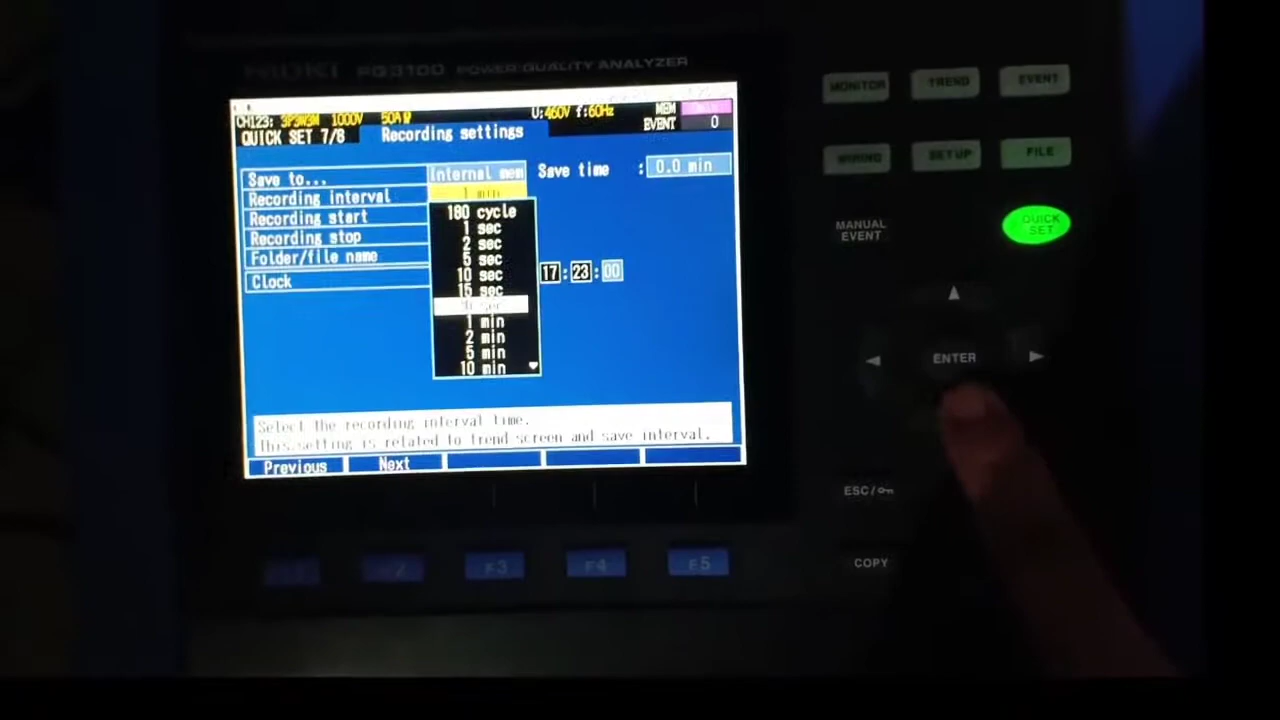 HIOKI PQ3100 POWER QUALITY ANALYZER
CH123: 3P3W3M 1000V 50A U:460V f:60Hz MEM
QUICK SET 7/8 Recording settings EVENT 0
Save to... Internal mem Save time : 0.0 min
Recording interval 1 min
Recording start
Recording stop
Folder/file name
Clock 17:23:00
180 cycle
1 sec
2 sec
5 sec
10 sec
15 sec
1 min
2 min
5 min
10 min
Select the recording interval time.
This setting is related to trend screen and save interval.
Previous Next
F3 F4 F5
MONITOR TREND EVENT
WIRING SETUP FILE
MANUAL EVENT
QUICK SET
ENTER
ESC/
COPY